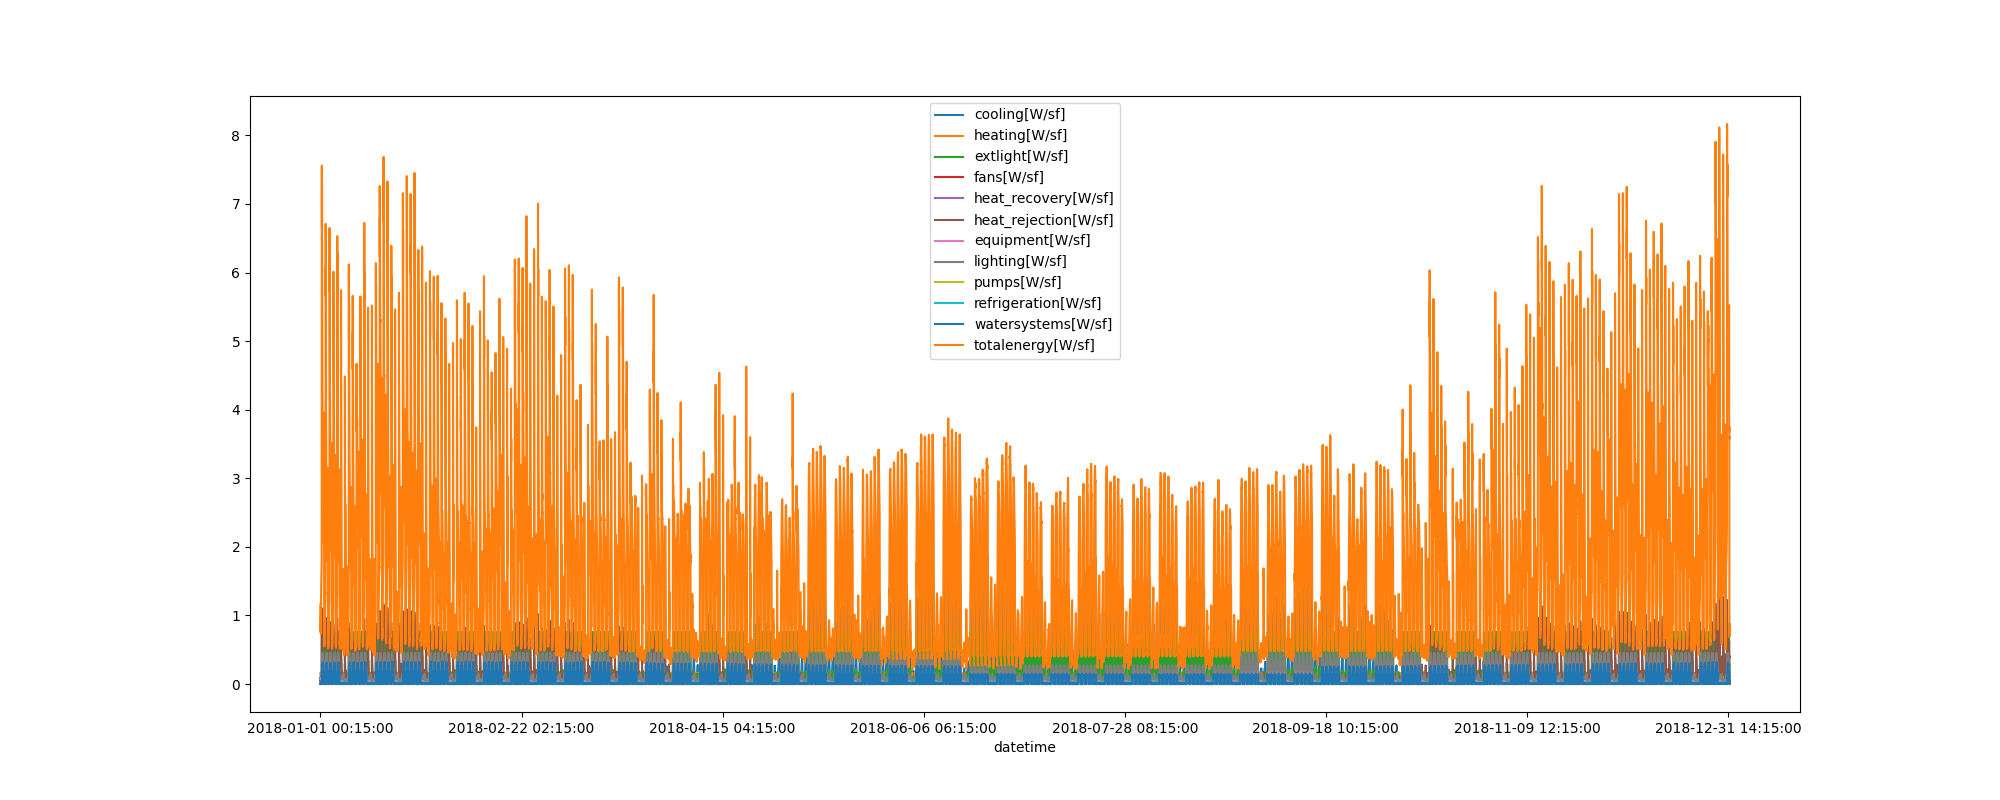 cooling[W/sf]
heating[W/sf]
extlight[W/sf]
fans[W/sf]
heat_recovery[W/sf]
heat_rejection[W/sf]
equipment[W/sf]
lighting[W/sf]
pumps[W/sf]
refrigeration[W/sf]
watersystems[W/sf]
totalenergy[W/sf]
8
7
6
5
4
3
2
1
0
2018-01-01 00:15:00 2018-02-22 02:15:00 2018-04-15 04:15:00 2018-06-06 06:15:00 2018-07-28 08:15:00 2018-09-18 10:15:00 2018-11-09 12:15:00 2018-12-31 14:15:00
datetime